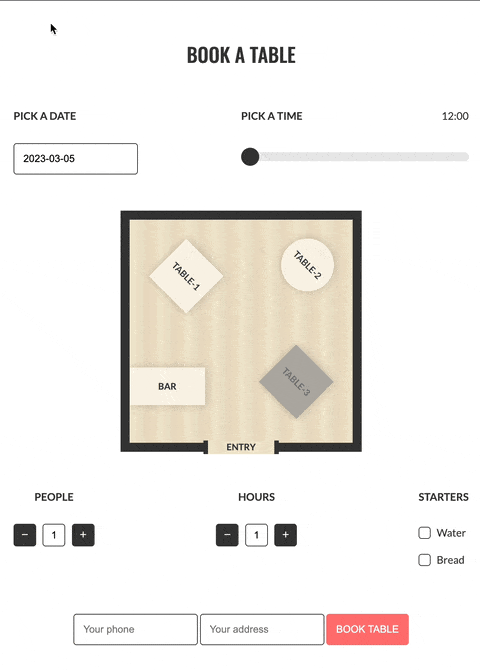 BOOK A TABLE
PICK A DATE
PICK A TIME
12:00
2023-03-05
TABLE-1
TABLE-2
BAR
TABLE-3
ENTRY
PEOPLE
HOURS
STARTERS
− 1 +
− 1 +
Water
Bread
Your phone
Your address
BOOK TABLE